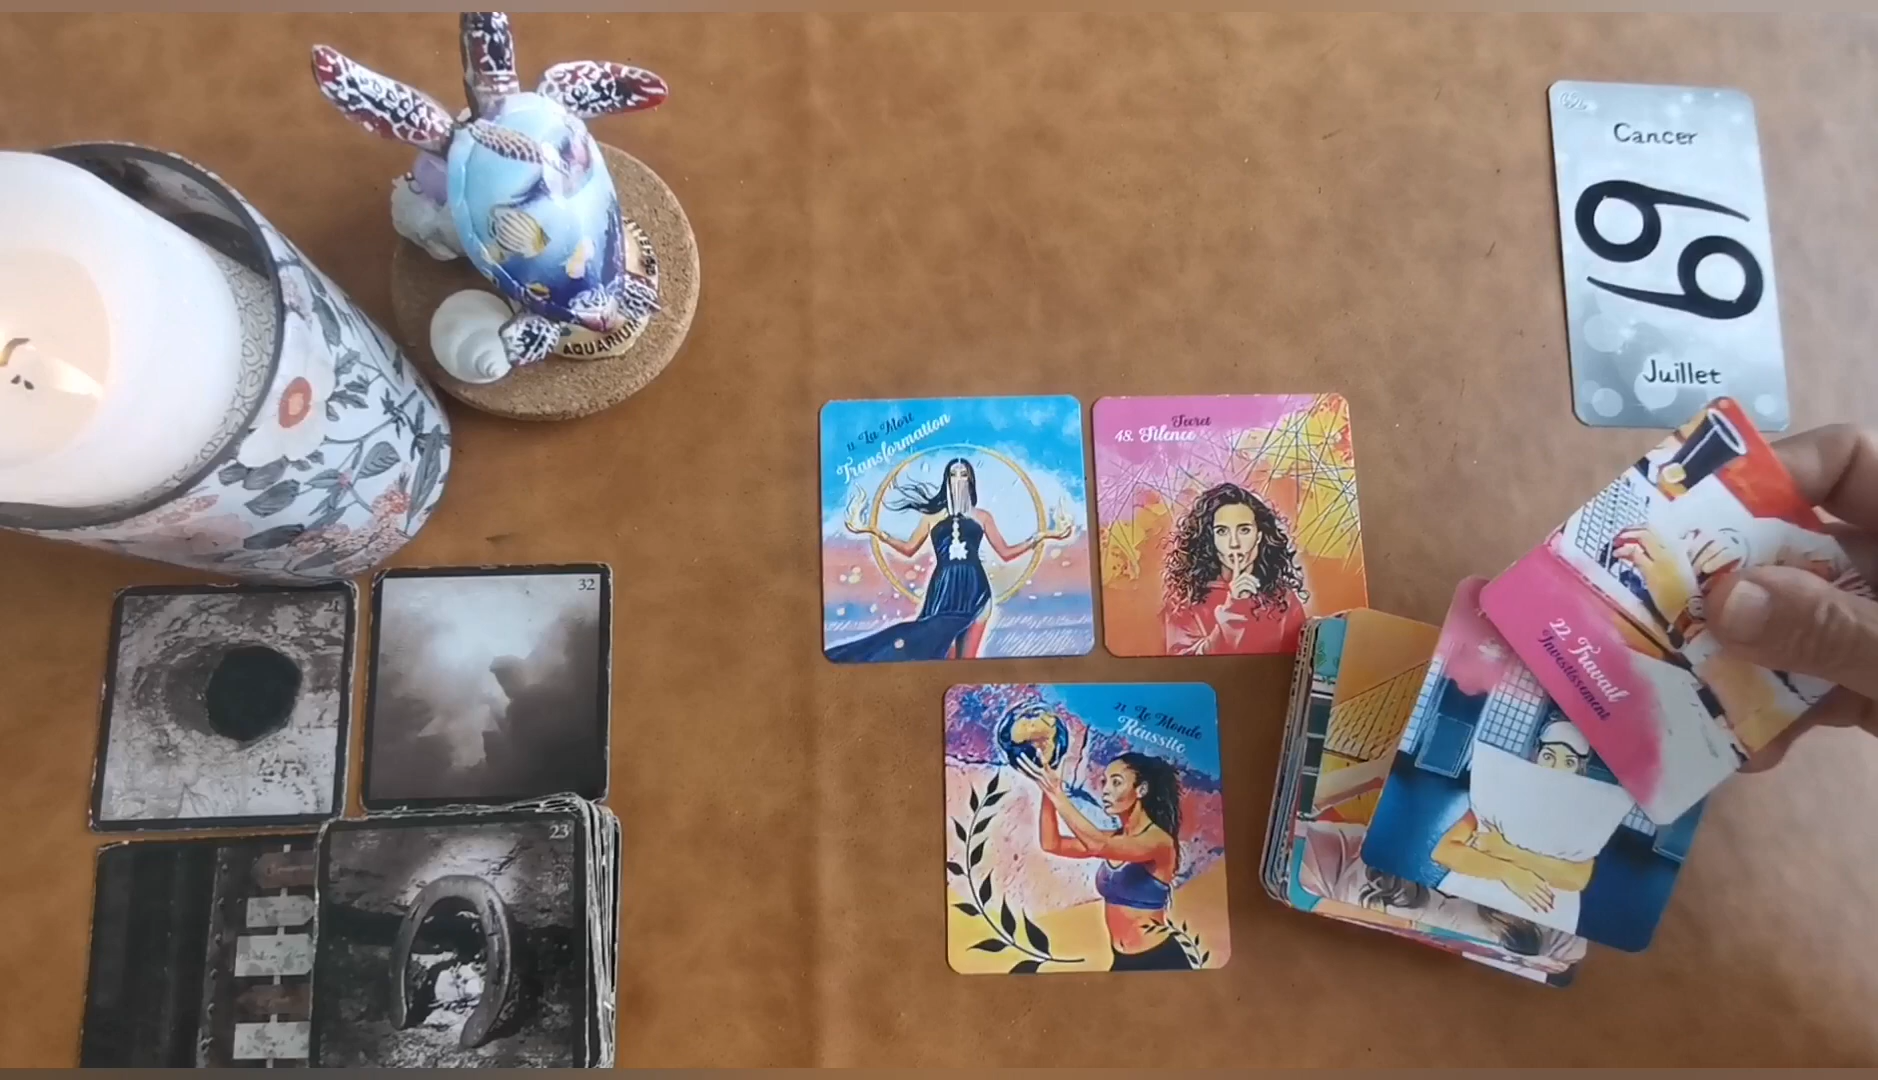 Cancer
69
Juillet
11 La Mort
Transformation
Secret
48. Silence
21. Le Monde
Réussite
22. Travail
Investissement
AQUARIUM
32
23